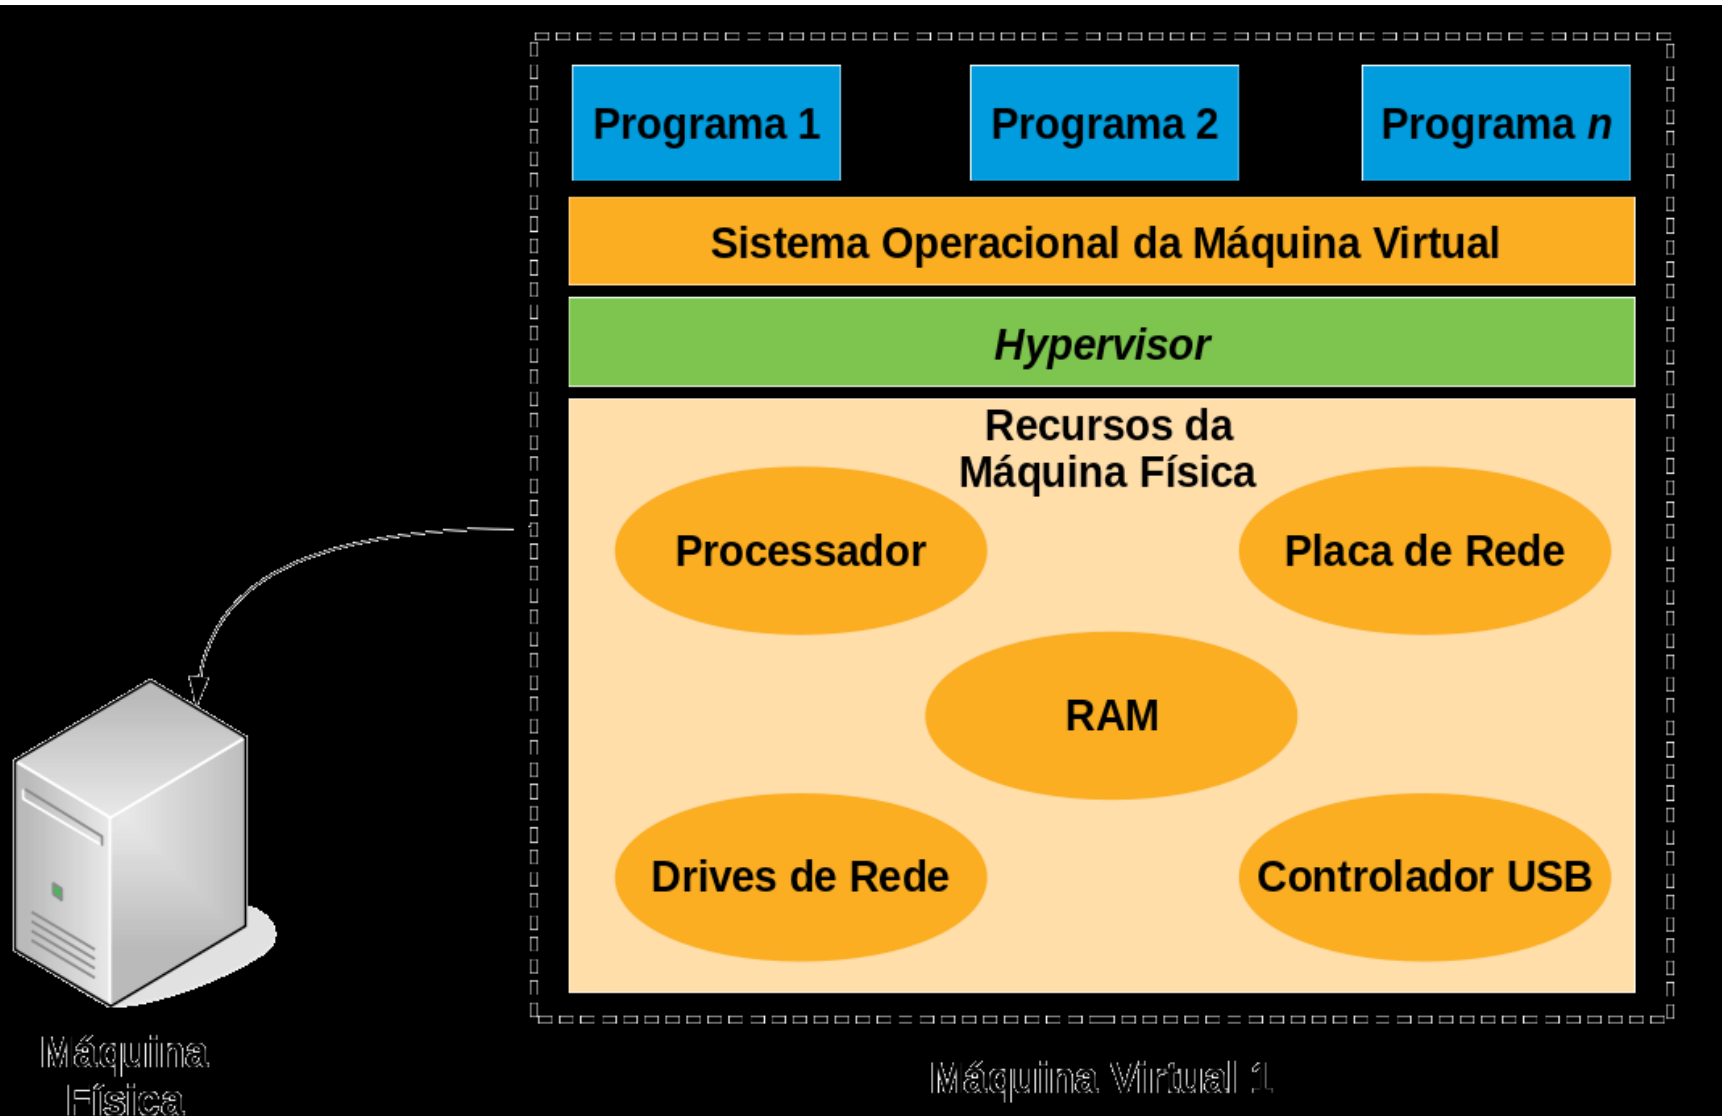 Programa 1
Programa 2
Programa n
Sistema Operacional da Máquina Virtual
Hypervisor
Recursos da
Máquina Física
Processador
Placa de Rede
RAM
Drives de Rede
Controlador USB
Máquina
Física
Máquina Virtual 1